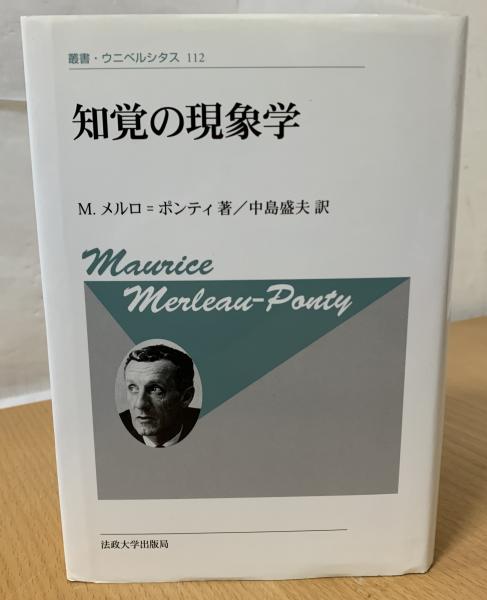 叢書・ウニベルシタス 112
知覚の現象学
M. メルロ = ポンティ 著／中島盛夫 訳
Maurice
Merleau-Ponty
法政大学出版局